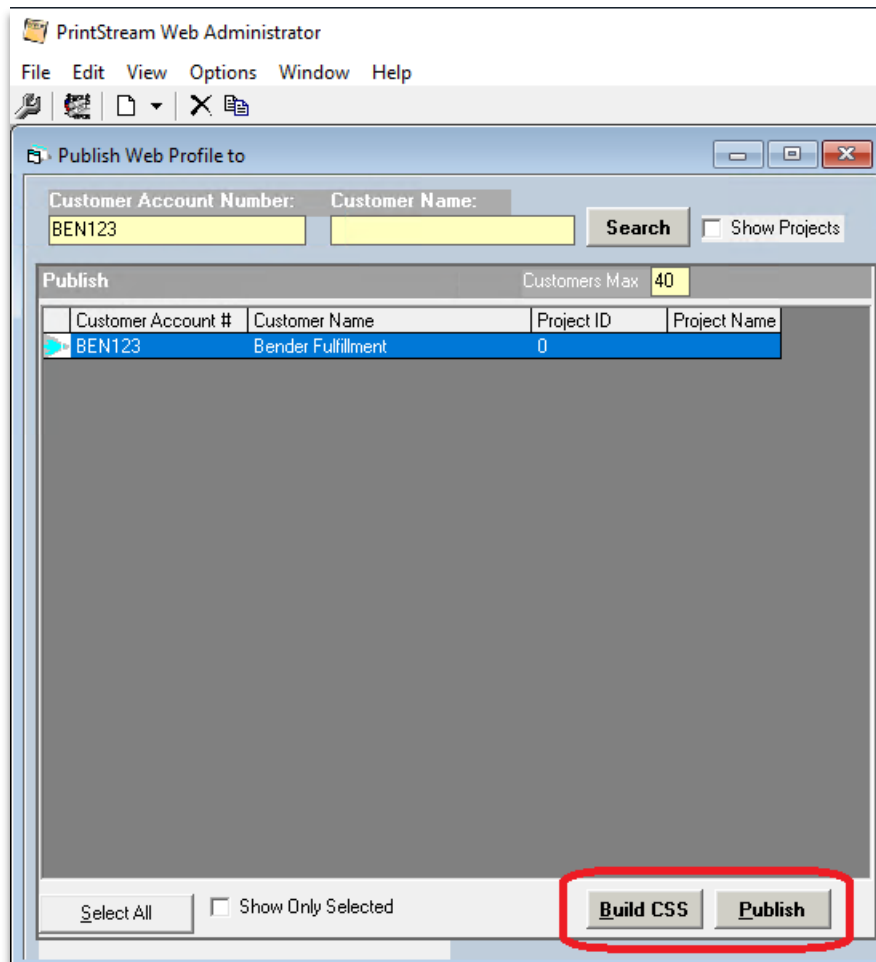 PrintStream Web Administrator
File Edit View Options Window Help
Publish Web Profile to
Customer Account Number: Customer Name:
BEN123 Search Show Projects
Publish Customers Max 40
Customer Account # Customer Name Project ID Project Name
BEN123 Bender Fulfillment 0
Select All Show Only Selected Build CSS Publish